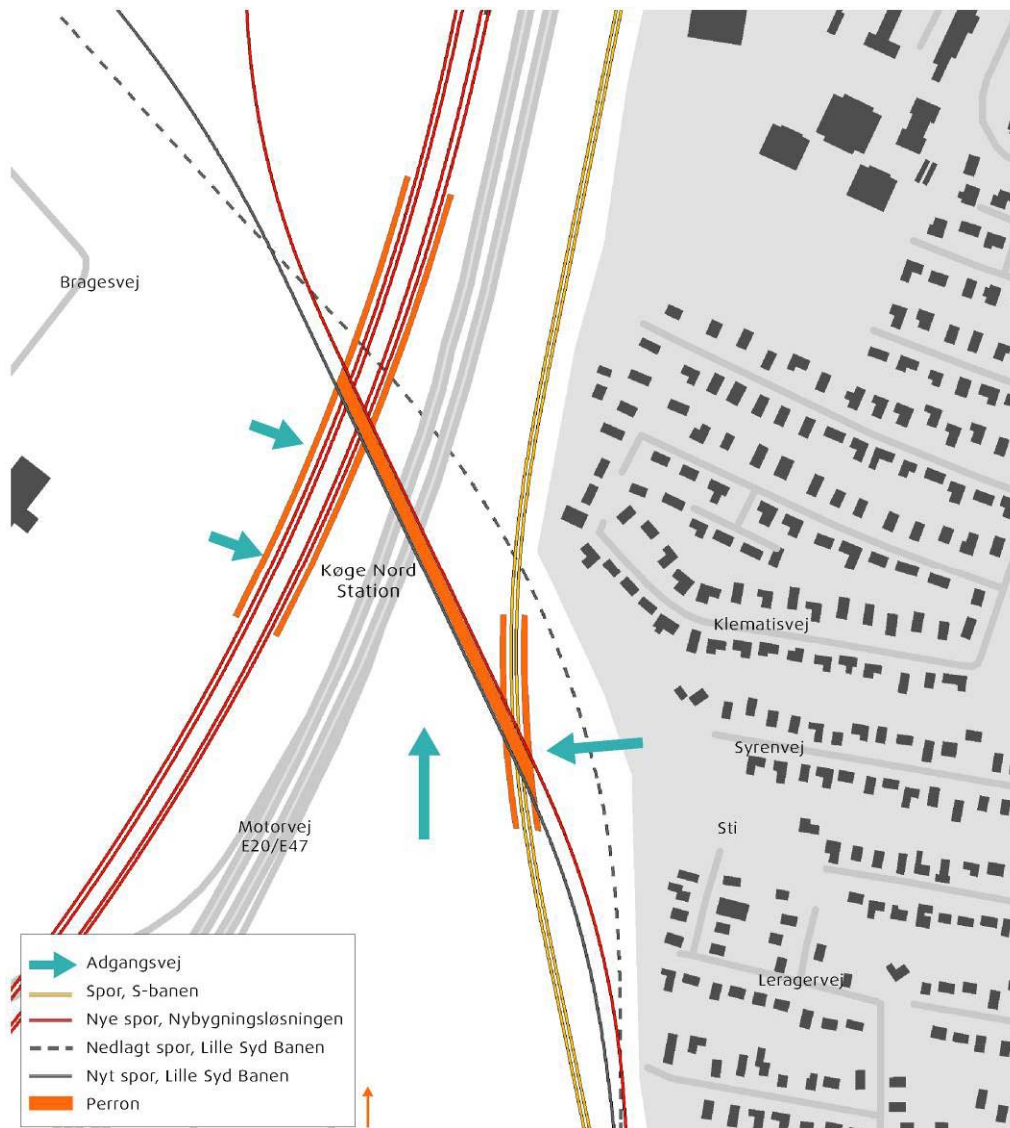 Bragesvej
Køge Nord
Station
Klematisvej
Syrenvej
Motorvej
E20/E47
Sti
Leragervej
Adgangsvej
Spor, S-banen
Nye spor, Nybygningsløsningen
Nedlagt spor, Lille Syd Banen
Nyt spor, Lille Syd Banen
Perron